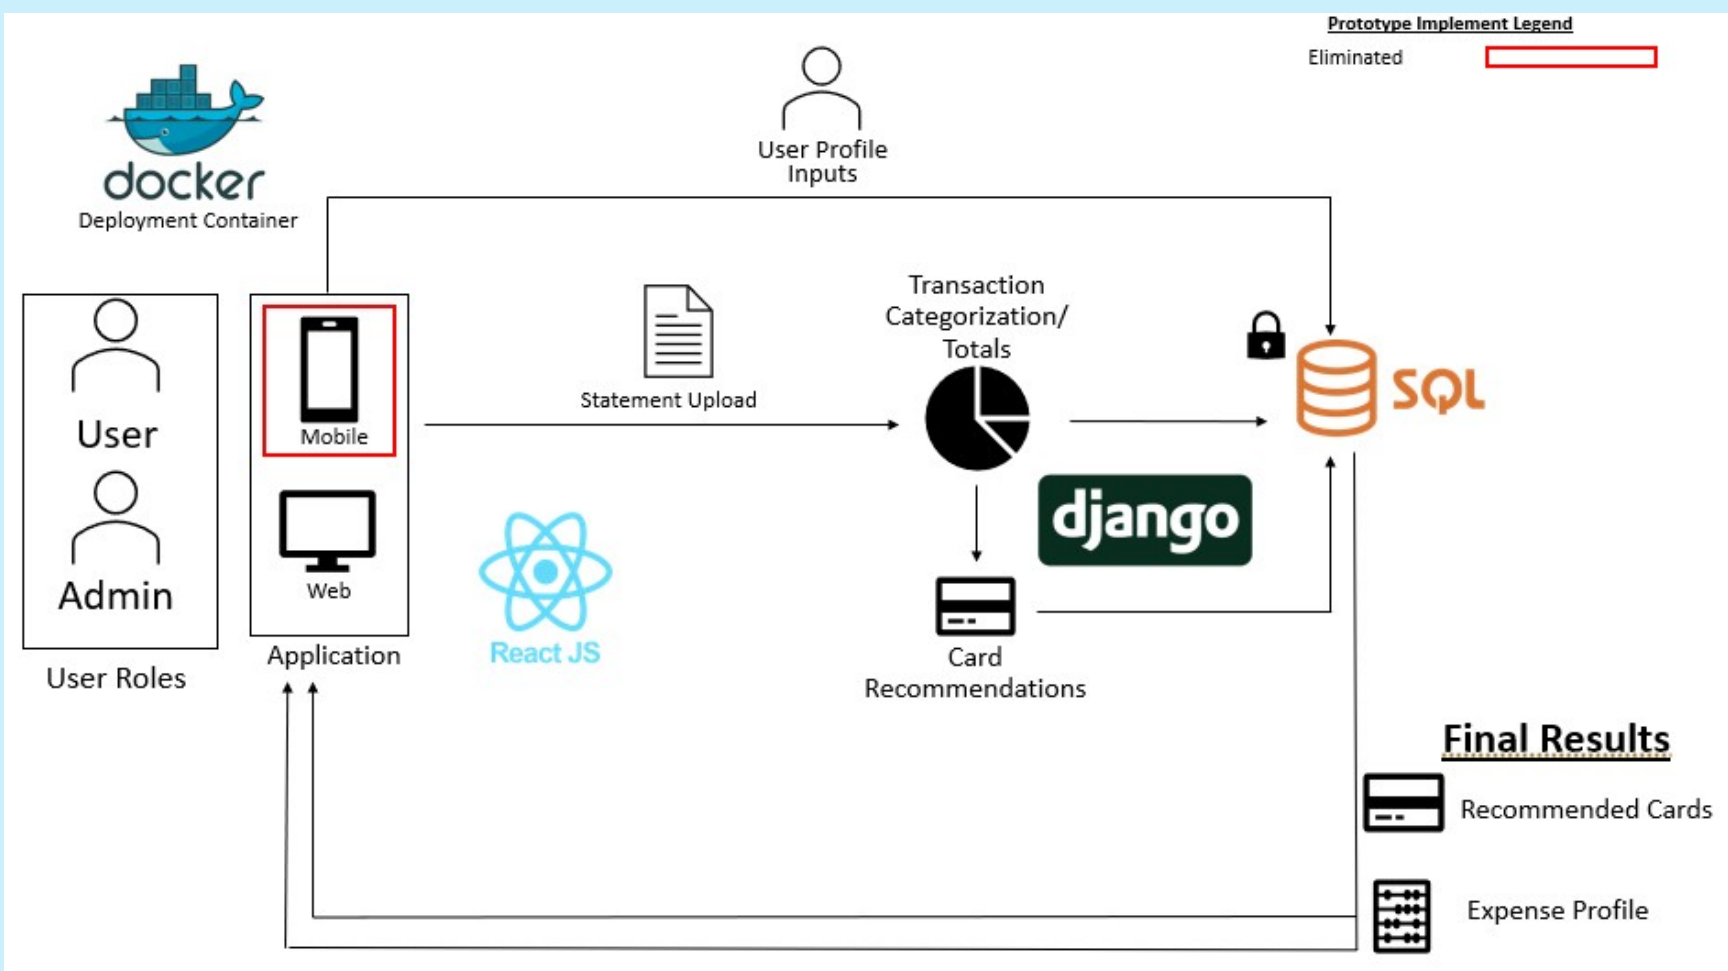 Prototype Implement Legend
Eliminated
docker
Deployment Container
User Profile
Inputs
User
Admin
User Roles
Mobile
Web
Application
Statement Upload
React JS
Transaction
Categorization/
Totals
django
Card
Recommendations
SQL
Final Results
Recommended Cards
Expense Profile